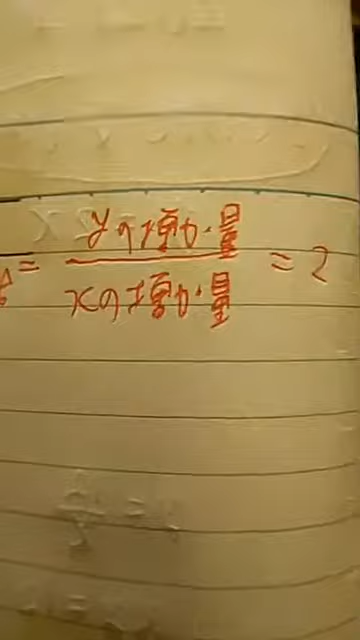 yの増加量
= ―――― = 2
xの増加量